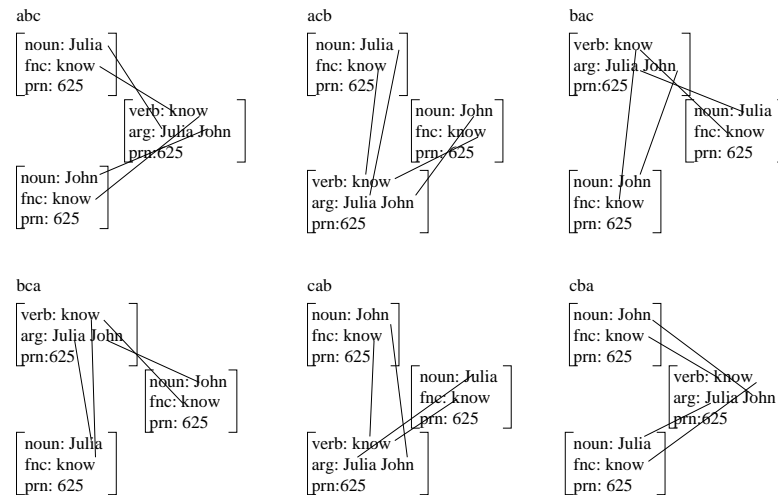 abc
noun: Julia
fnc: know
prn: 625
verb: know
arg: Julia John
prn:625
noun: John
fnc: know
prn: 625
acb
noun: Julia
fnc: know
prn: 625
noun: John
fnc: know
prn: 625
verb: know
arg: Julia John
prn:625
bac
verb: know
arg: Julia John
prn:625
noun: Julia
fnc: know
prn: 625
noun: John
fnc: know
prn: 625
bca
verb: know
arg: Julia John
prn:625
noun: John
fnc: know
prn: 625
noun: Julia
fnc: know
prn: 625
cab
noun: John
fnc: know
prn: 625
noun: Julia
fnc: know
prn: 625
verb: know
arg: Julia John
prn:625
cba
noun: John
fnc: know
prn: 625
verb: know
arg: Julia John
prn:625
noun: Julia
fnc: know
prn: 625